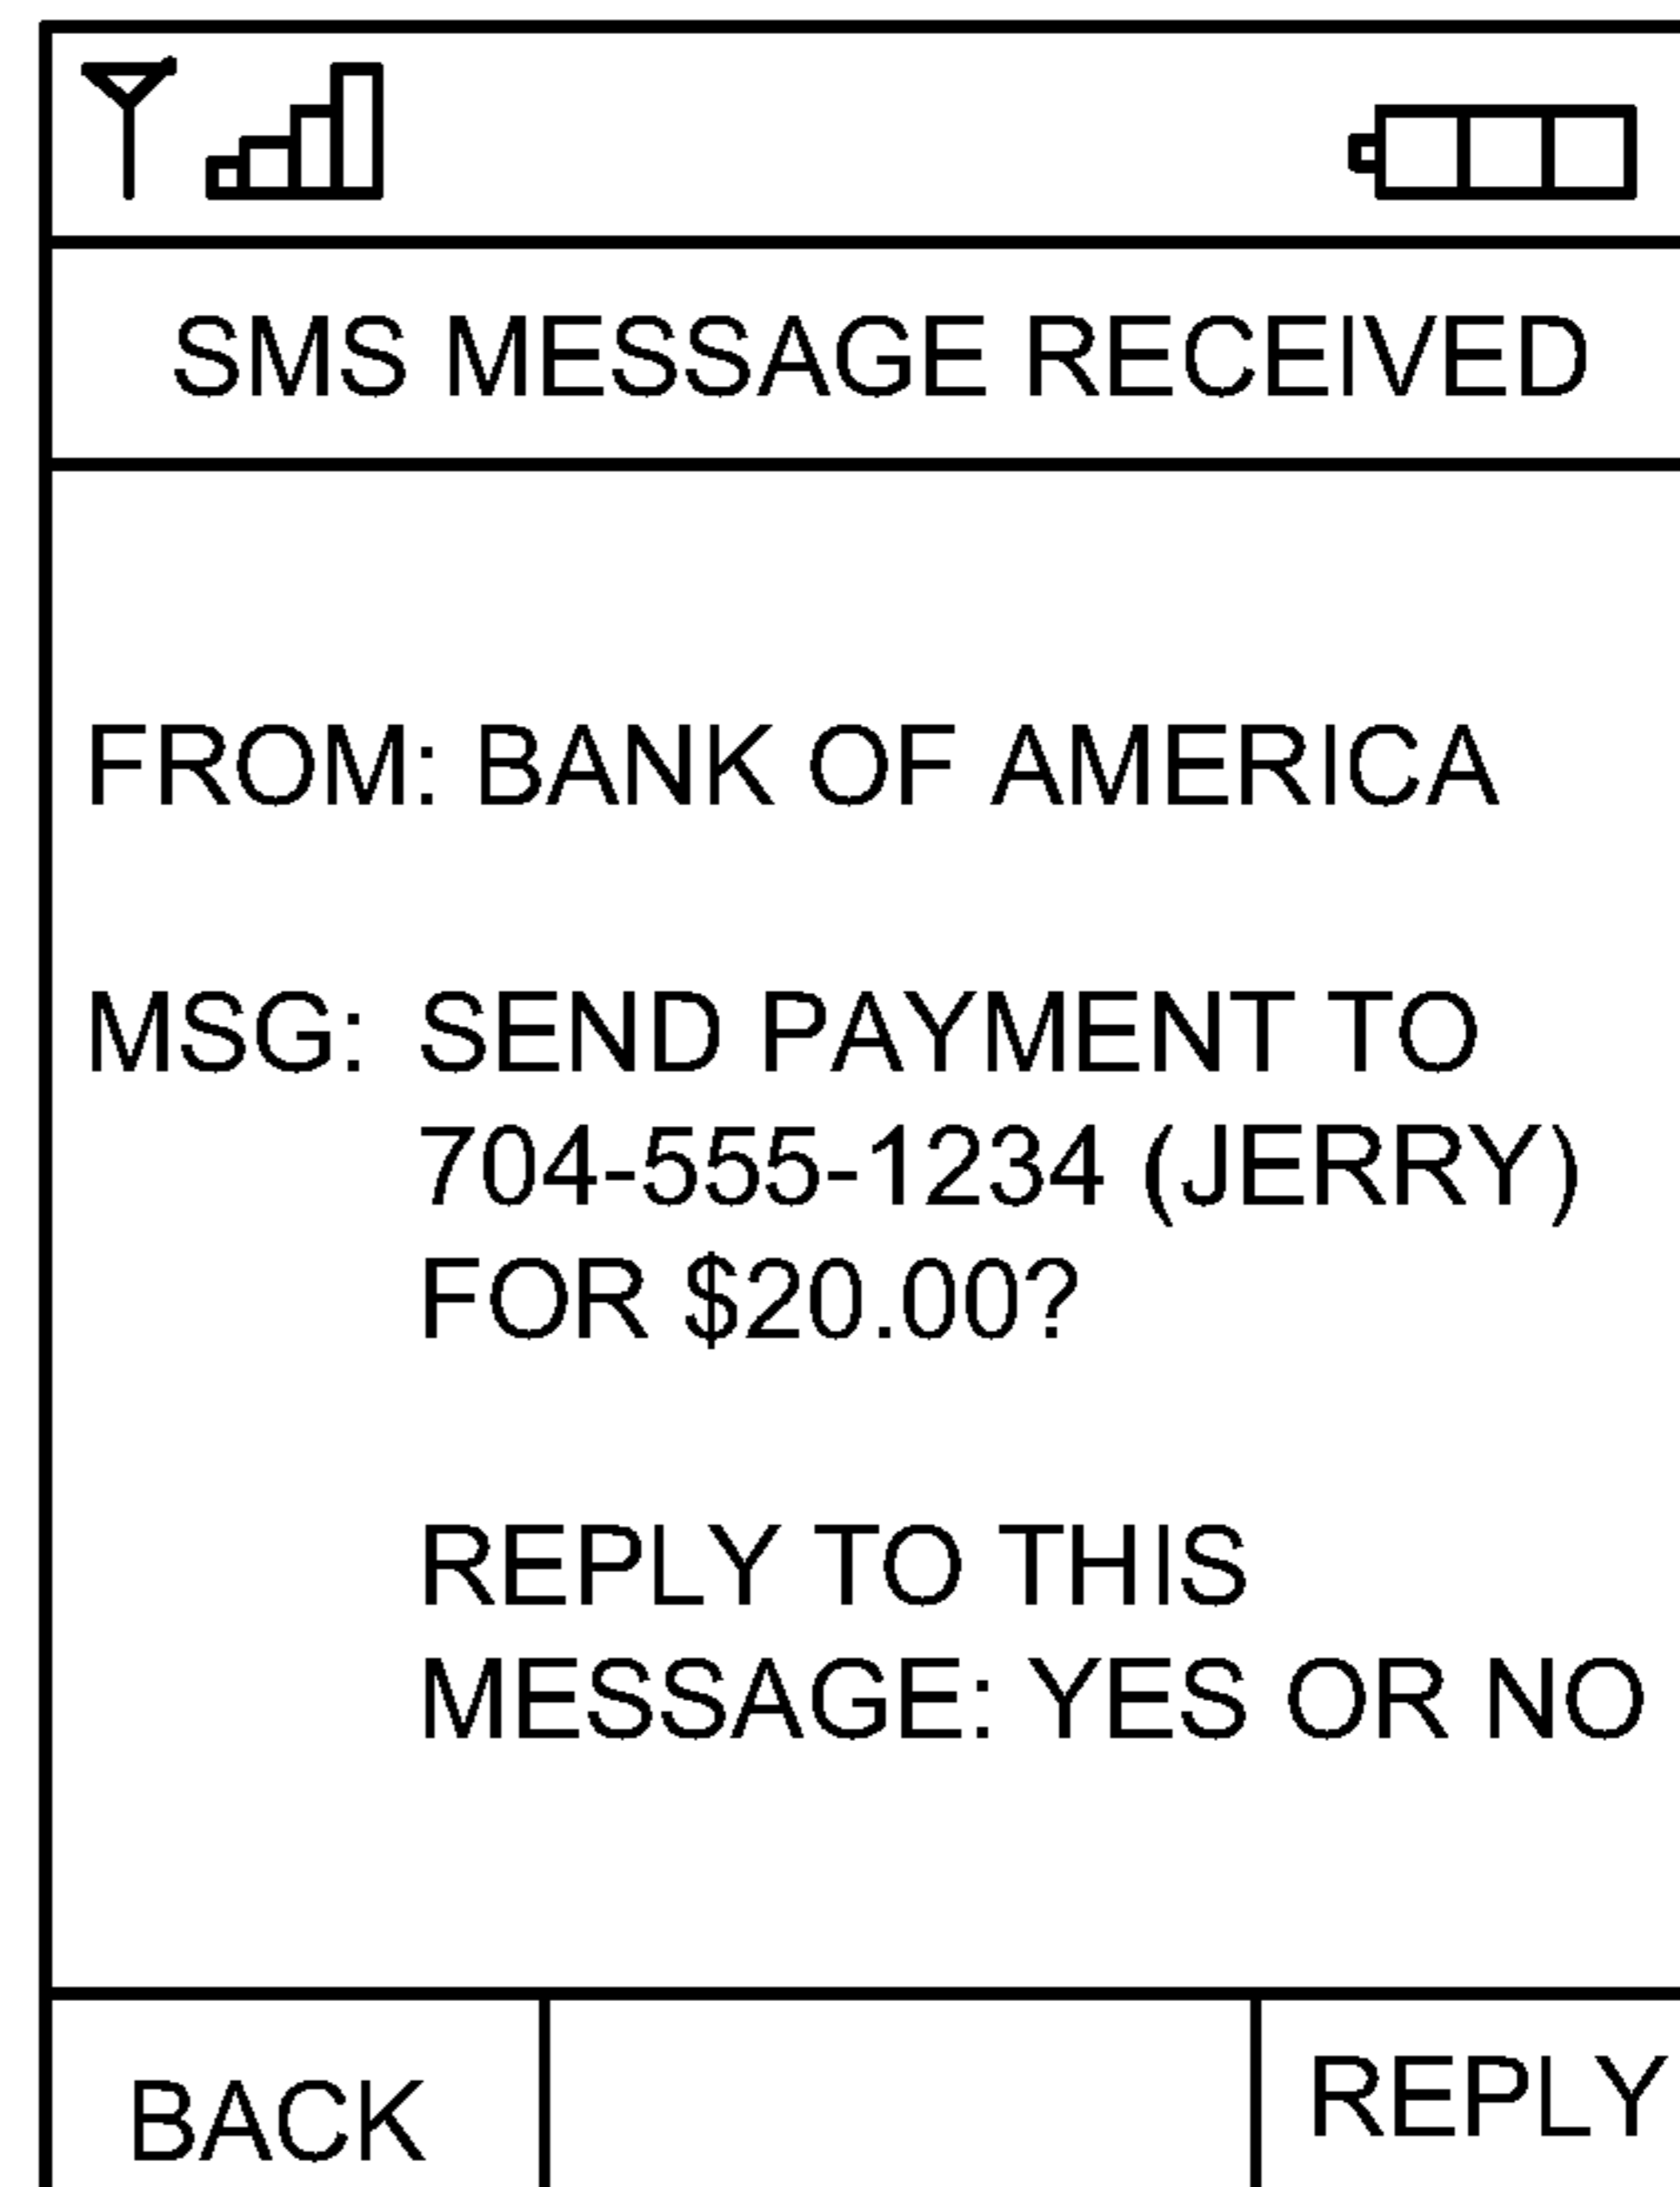 SMS MESSAGE RECEIVED
FROM: BANK OF AMERICA
MSG: SEND PAYMENT TO
704-555-1234 (JERRY)
FOR $20.00?
REPLY TO THIS
MESSAGE: YES OR NO
BACK
REPLY